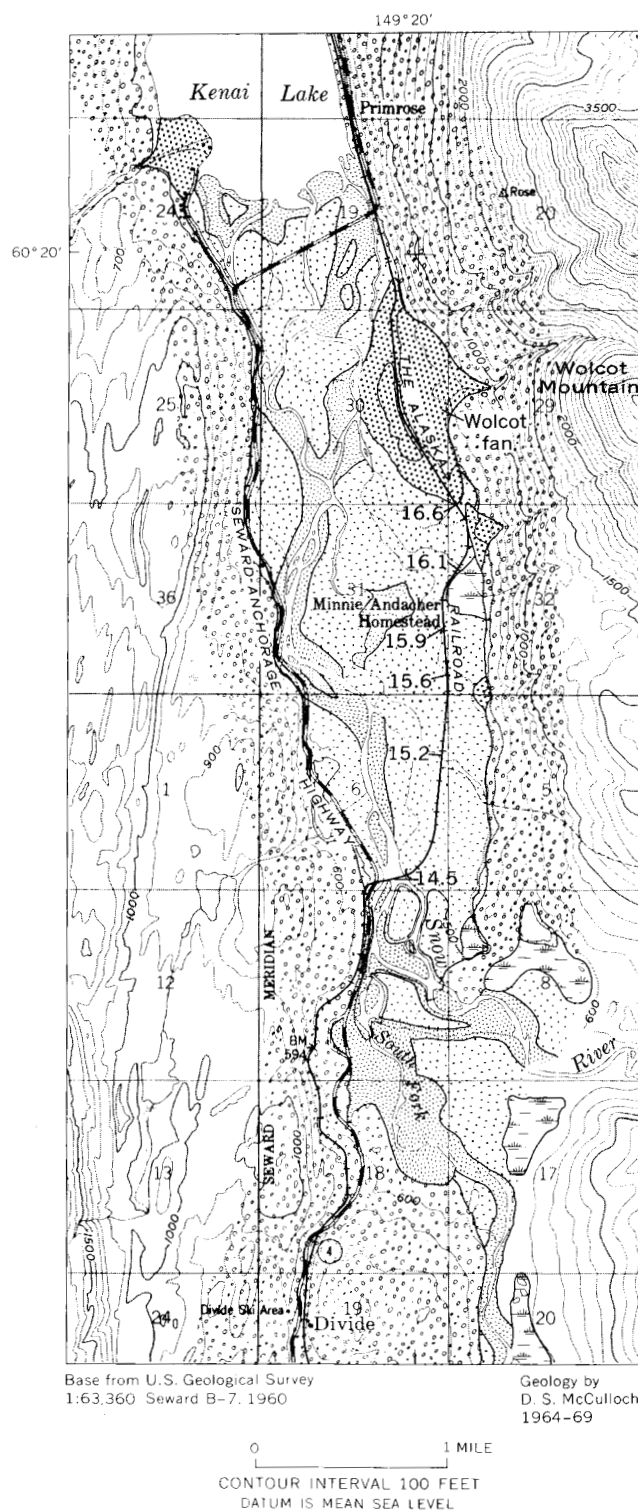 149°20'
Kenai Lake
Primrose
2000
3500
Rose
24
19
20
60°20'
700
1000
Wolcot
Mountain
25
30
29
THE ALASKA
Wolcot
fan
2000
16.6
SEWARD-ANCHORAGE
16.1
1500
36
31
32
Minnie Andacher
Homestead
RAILROAD
15.9
1000
15.6
900
15.2
1
6
5
HIGHWAY
600
1000
14.5
500
Snow
12
8
MERIDIAN
600
BM
594
South Fork
River
SEWARD
1000
13
18
17
600
1000
1500
4
24
Divide Ski Area
19
Divide
20
Base from U.S. Geological Survey
1:63,360 Seward B-7, 1960
Geology by
D. S. McCulloch
1964-69
0 1 MILE
CONTOUR INTERVAL 100 FEET
DATUM IS MEAN SEA LEVEL